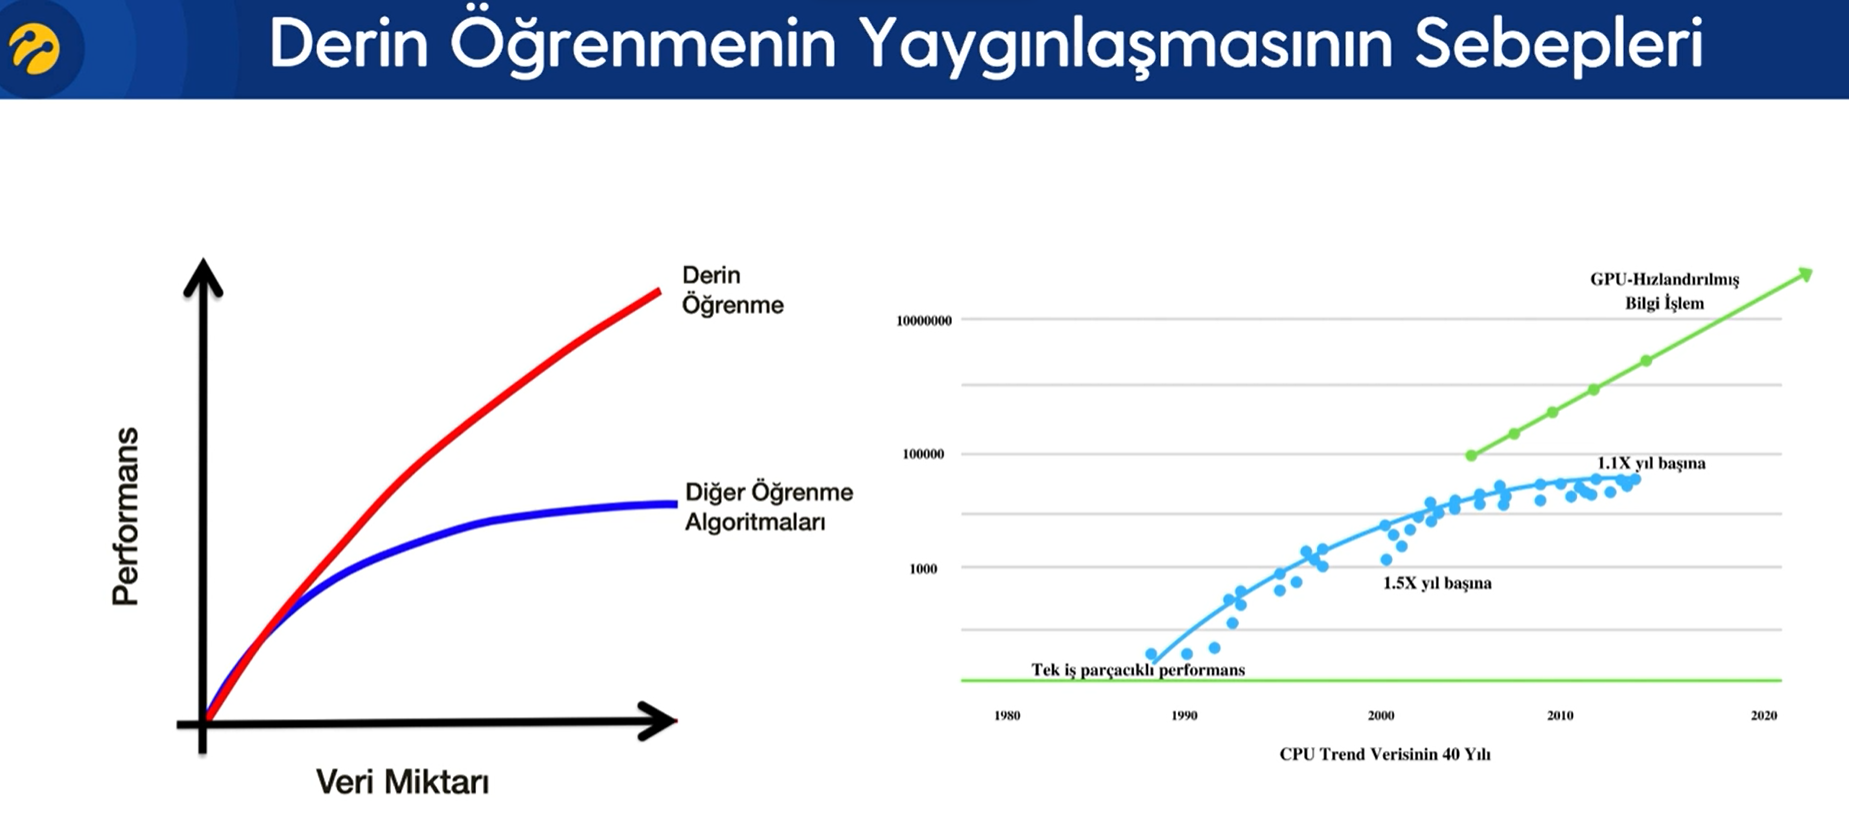 Derin Öğrenmenin Yaygınlaşmasının Sebepleri
Derin
Öğrenme
Diğer Öğrenme
Algoritmaları
Performans
Veri Miktarı
GPU-Hızlandırılmış
Bilgi İşlem
10000000
100000
1.1X yıl başına
1000
1.5X yıl başına
Tek iş parçacıklı performans
1980 1990 2000 2010 2020
CPU Trend Verisinin 40 Yılı